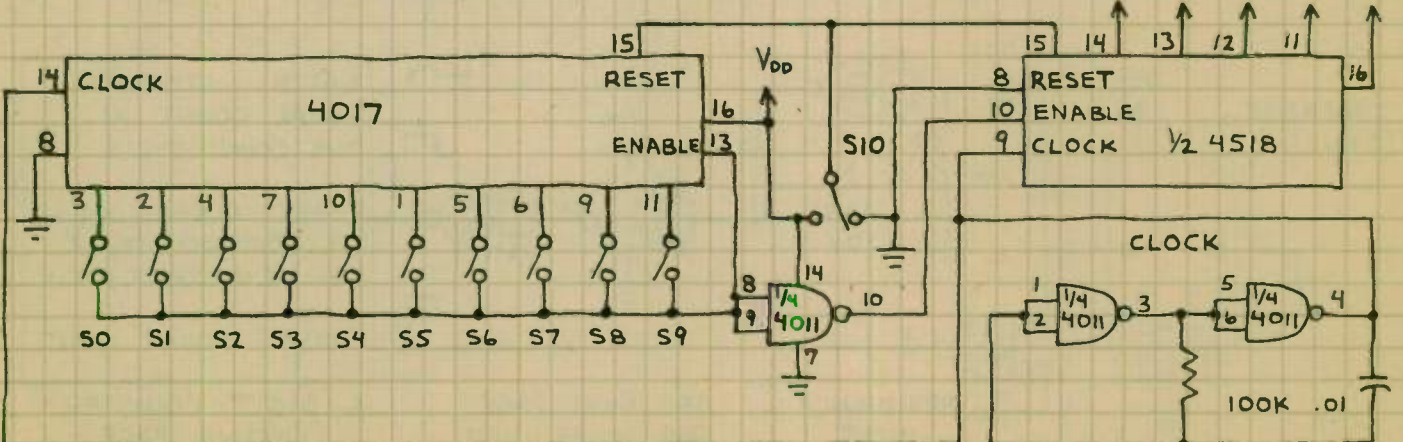 15 14 13 12 11
14 CLOCK 4017 RESET 15 V_DD 16
8 RESET
16
10 ENABLE
8 ENABLE 13 S10 9 CLOCK 1/2 4518
3 2 4 7 10 1 5 6 9 11
CLOCK
14
8 1/4 10 1 1/4 3 5 1/4 4
9 4011 2 4011 6 4011
S0 S1 S2 S3 S4 S5 S6 S7 S8 S9
7
100K .01